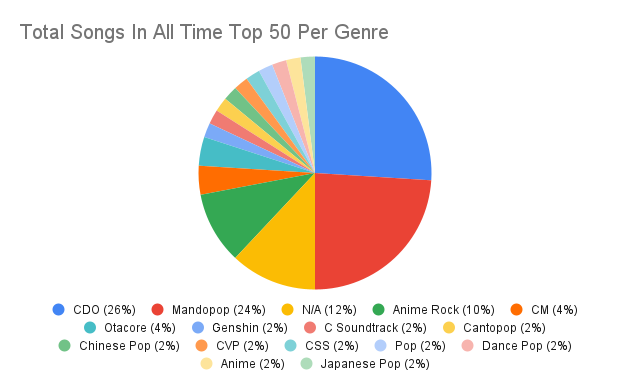 Total Songs In All Time Top 50 Per Genre
CDO (26%) Mandopop (24%) N/A (12%) Anime Rock (10%) CM (4%)
Otacore (4%) Genshin (2%) C Soundtrack (2%) Cantopop (2%)
Chinese Pop (2%) CVP (2%) CSS (2%) Pop (2%) Dance Pop (2%)
Anime (2%) Japanese Pop (2%)